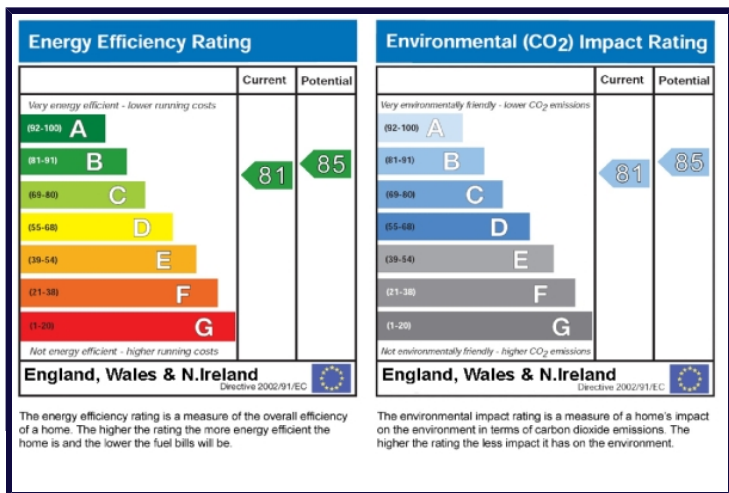 Energy Efficiency Rating
Current Potential
Very energy efficient - lower running costs
(92-100) A
(81-91) B
81 85
(69-80) C
(55-68) D
(39-54) E
(21-38) F
(1-20) G
Not energy efficient - higher running costs
England, Wales & N.Ireland
Directive 2002/91/EC
The energy efficiency rating is a measure of the overall efficiency
of a home. The higher the rating the more energy efficient the
home is and the lower the fuel bills will be.
Environmental (CO2) Impact Rating
Current Potential
Very environmentally friendly - lower CO2 emissions
(92-100) A
(81-91) B
81 85
(69-80) C
(55-68) D
(39-54) E
(21-38) F
(1-20) G
Not environmentally friendly - higher CO2 emissions
England, Wales & N.Ireland
Directive 2002/91/EC
The environmental impact rating is a measure of a home's impact
on the environment in terms of carbon dioxide emissions. The
higher the rating the less impact it has on the environment.